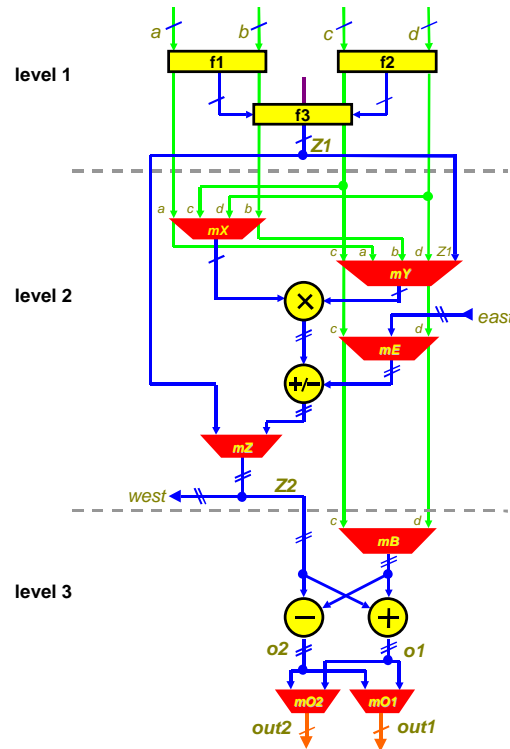 a b c d
level 1
f1 f2
f3
Z1
a c d b
mX
c a b d Z1
mY
level 2
×
east
c d
mE
+/−
mZ
Z2
west
c d
mB
level 3
− +
o2 o1
mO2 mO1
out2 out1